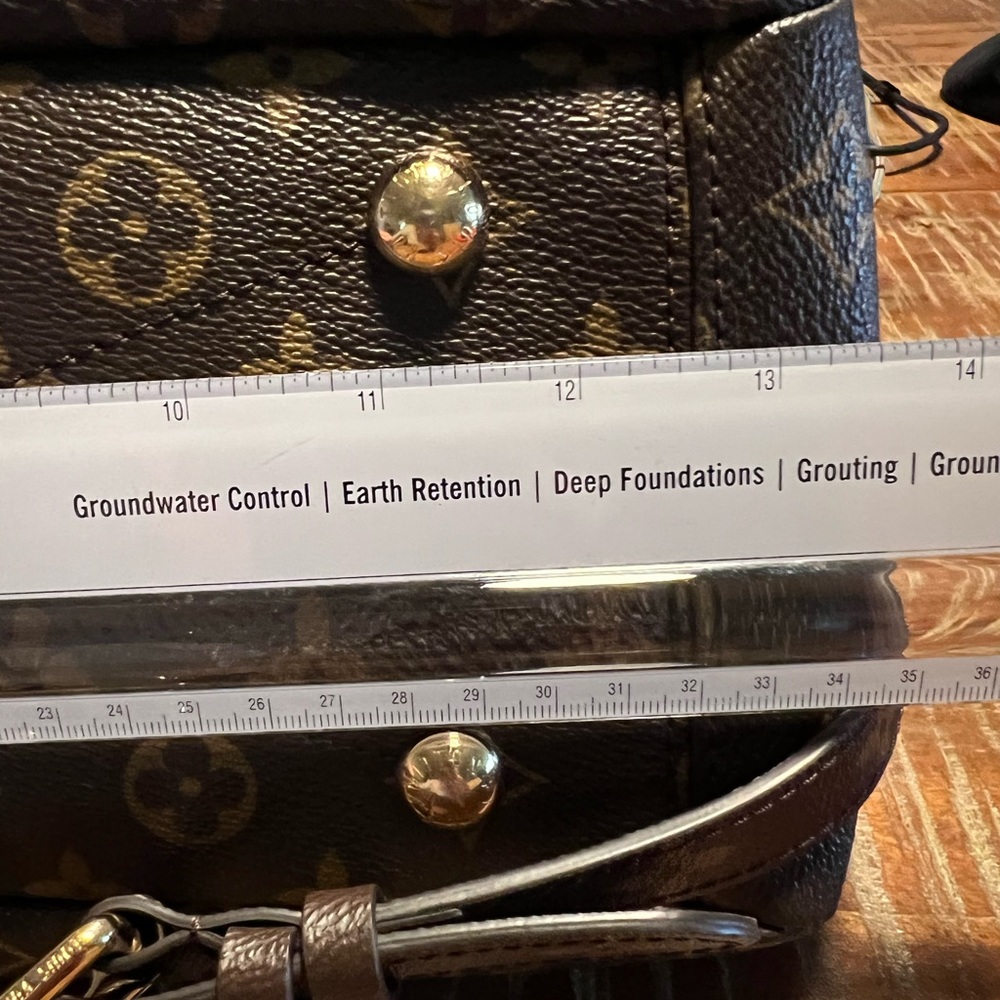 10 11 12 13 14
Groundwater Control | Earth Retention | Deep Foundations | Grouting | Groun
23 24 25 26 27 28 29 30 31 32 33 34 35 36